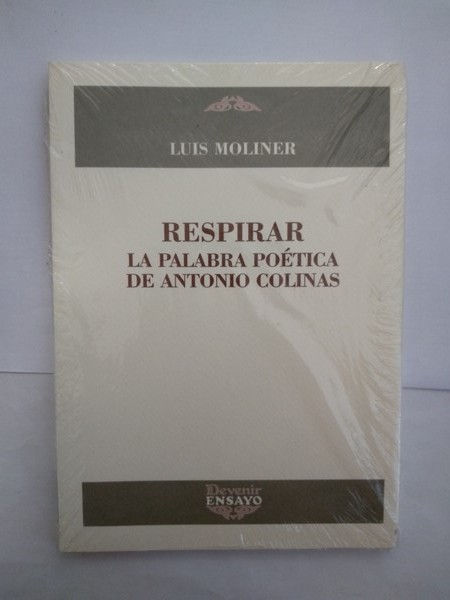 LUIS MOLINER
RESPIRAR
LA PALABRA POÉTICA
DE ANTONIO COLINAS
Devenir
ENSAYO